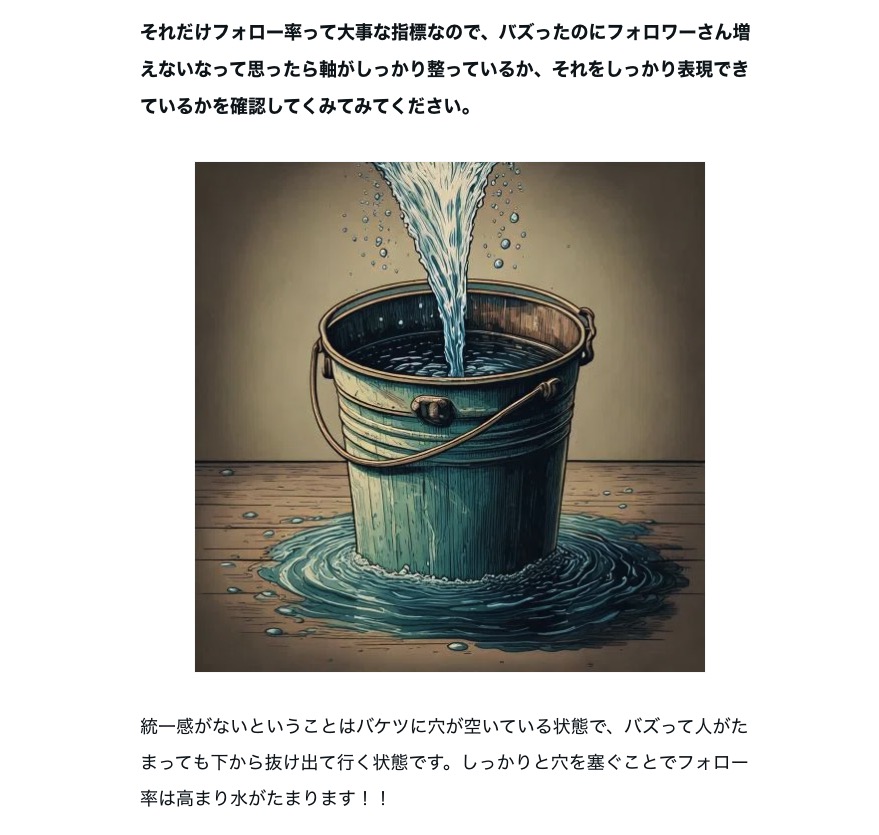 それだけフォロー率って大事な指標なので、バズったのにフォロワーさん増
えないなって思ったら軸がしっかり整っているか、それをしっかり表現でき
ているかを確認してくみてみてください。
統一感がないということはバケツに穴が空いている状態で、バズって人がた
まっても下から抜け出て行く状態です。しっかりと穴を塞ぐことでフォロー
率は高まり水がたまります！！